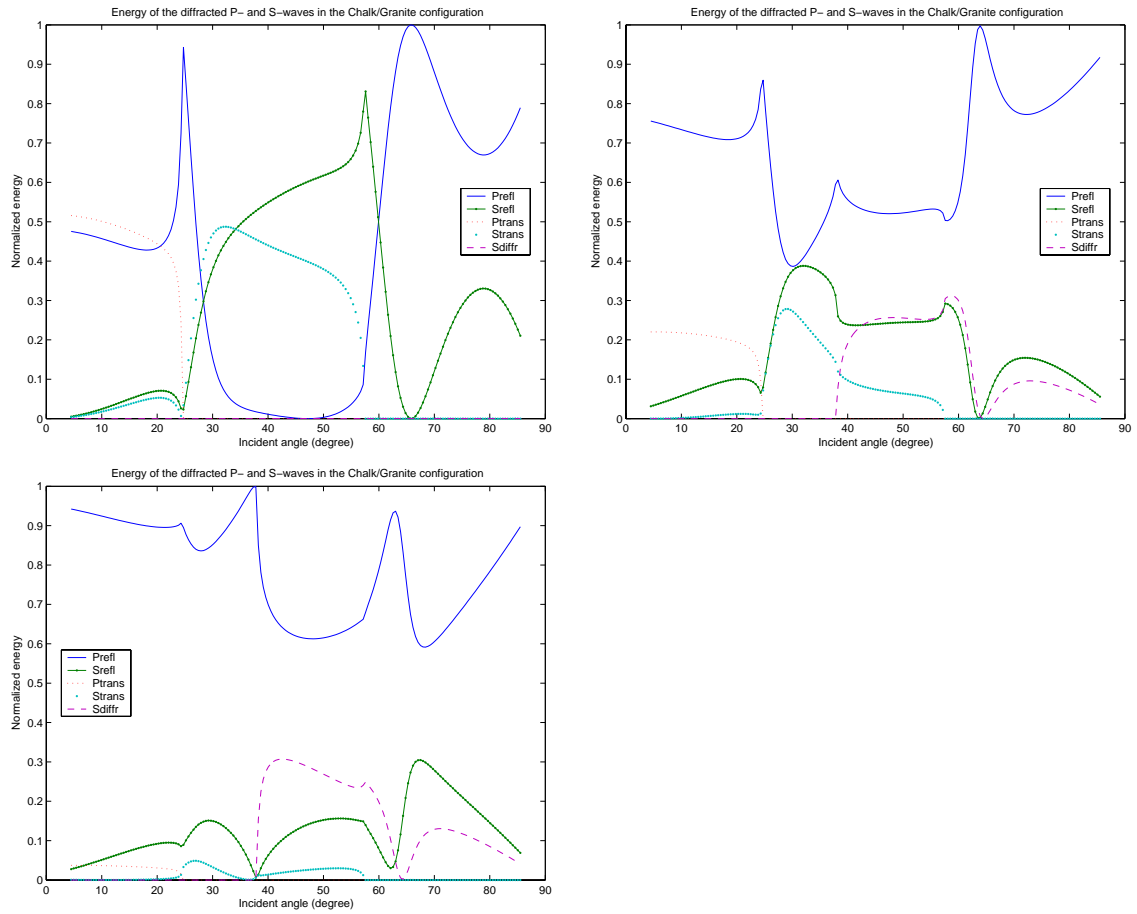 Energy of the diffracted P− and S−waves in the Chalk/Granite configuration
1
0.9
0.8
0.7
0.6
0.5
0.4
0.3
0.2
0.1
0
Normalized energy
Prefl
Srefl
Ptrans
Strans
Sdiffr
0 10 20 30 40 50 60 70 80 90
Incident angle (degree)
Energy of the diffracted P− and S−waves in the Chalk/Granite configuration
1
0.9
0.8
0.7
0.6
0.5
0.4
0.3
0.2
0.1
0
Normalized energy
Prefl
Srefl
Ptrans
Strans
Sdiffr
0 10 20 30 40 50 60 70 80 90
Incident angle (degree)
Energy of the diffracted P− and S−waves in the Chalk/Granite configuration
1
0.9
0.8
0.7
0.6
0.5
0.4
0.3
0.2
0.1
0
Normalized energy
Prefl
Srefl
Ptrans
Strans
Sdiffr
0 10 20 30 40 50 60 70 80 90
Incident angle (degree)